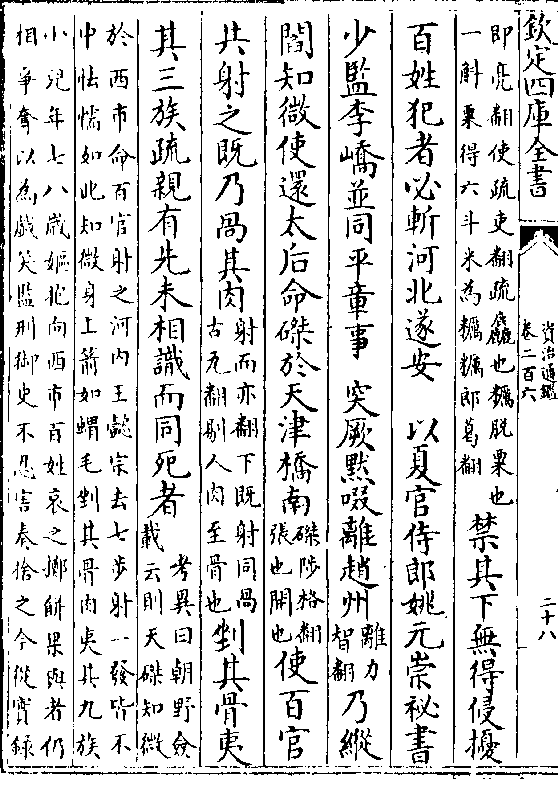 欽定四庫全書
資治通鑑
卷二百六
二十八
即亮翻使疏吏翻疏麤也糲脱粟也
一斛粟得六斗米為糲糲郎葛翻
禁其下無得侵擾
百姓犯者必斬河北遂安　以夏官侍郎姚元崇祕書
少監李嶠並同平章事　突厥默啜離趙州
離力
智翻
乃縱
閻知微使還太后命磔於天津橋南
磔陟格翻
張也開也
使百官
共射之既乃冎其肉
射而亦翻下既射同冎
古瓦翻剔人肉至骨也
剉其骨夷
其三族疏親有先未相識而同死者
考異曰朝野僉
載云則天磔知微
於西市命百官射之河内王懿宗去七步射一發皆不
中怯懦如此知微身上箭如蝟毛剉其骨肉夷其九族
小兒年七八歲嫗抱向西市百姓哀之擲餅果與者仍
相爭奪以為戲笑監刑御史不忍害奏捨之今從實録